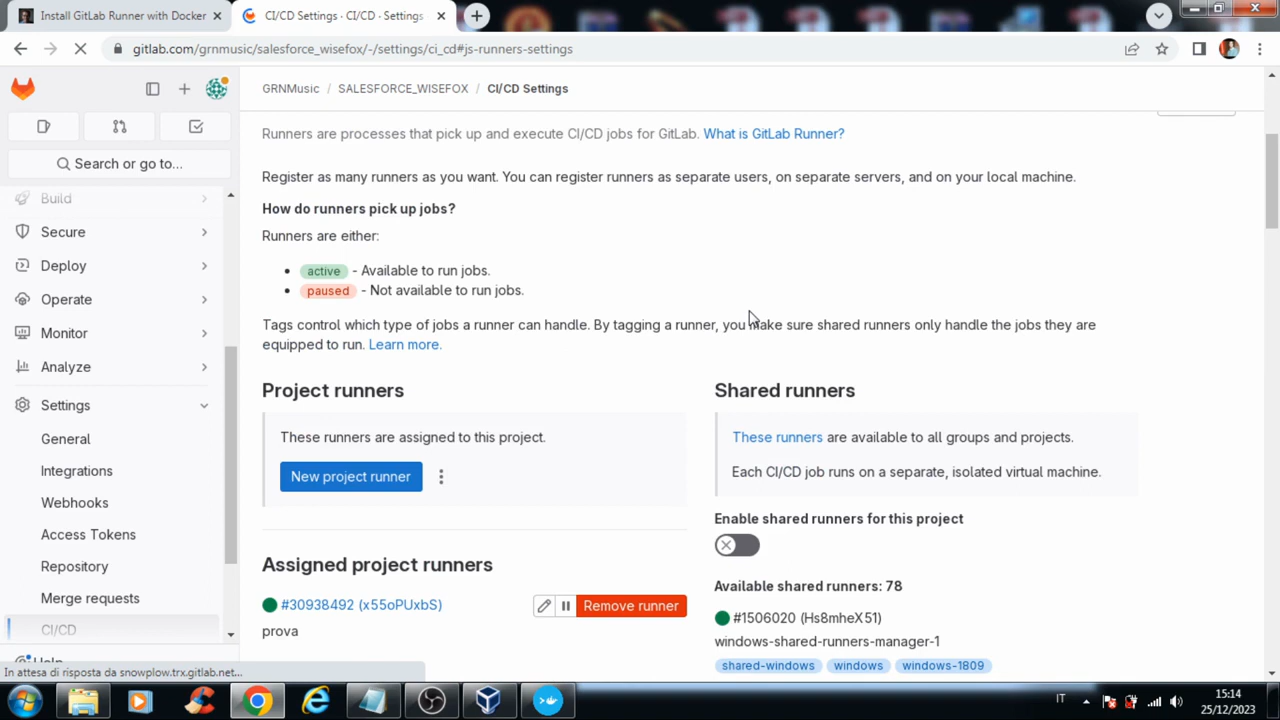 Install GitLab Runner with Docker
CI/CD Settings · CI/CD · Settings
gitlab.com/grnmusic/salesforce_wisefox/-/settings/ci_cd#js-runners-settings
GRNMusic / SALESFORCE_WISEFOX / CI/CD Settings
Search or go to...
Build
Secure
Deploy
Operate
Monitor
Analyze
Settings
General
Integrations
Webhooks
Access Tokens
Repository
Merge requests
CI/CD
Help
Runners are processes that pick up and execute CI/CD jobs for GitLab. What is GitLab Runner?
Register as many runners as you want. You can register runners as separate users, on separate servers, and on your local machine.
How do runners pick up jobs?
Runners are either:
active - Available to run jobs.
paused - Not available to run jobs.
Tags control which type of jobs a runner can handle. By tagging a runner, you make sure shared runners only handle the jobs they are
equipped to run. Learn more.
Project runners
These runners are assigned to this project.
New project runner
Assigned project runners
#30938492 (x55oPUxbS)
Remove runner
prova
Shared runners
These runners are available to all groups and projects.
Each CI/CD job runs on a separate, isolated virtual machine.
Enable shared runners for this project
Available shared runners: 78
#1506020 (Hs8mheX51)
windows-shared-runners-manager-1
shared-windows windows windows-1809
In attesa di risposta da snowplow.trx.gitlab.net...
IT
15:14
25/12/2023